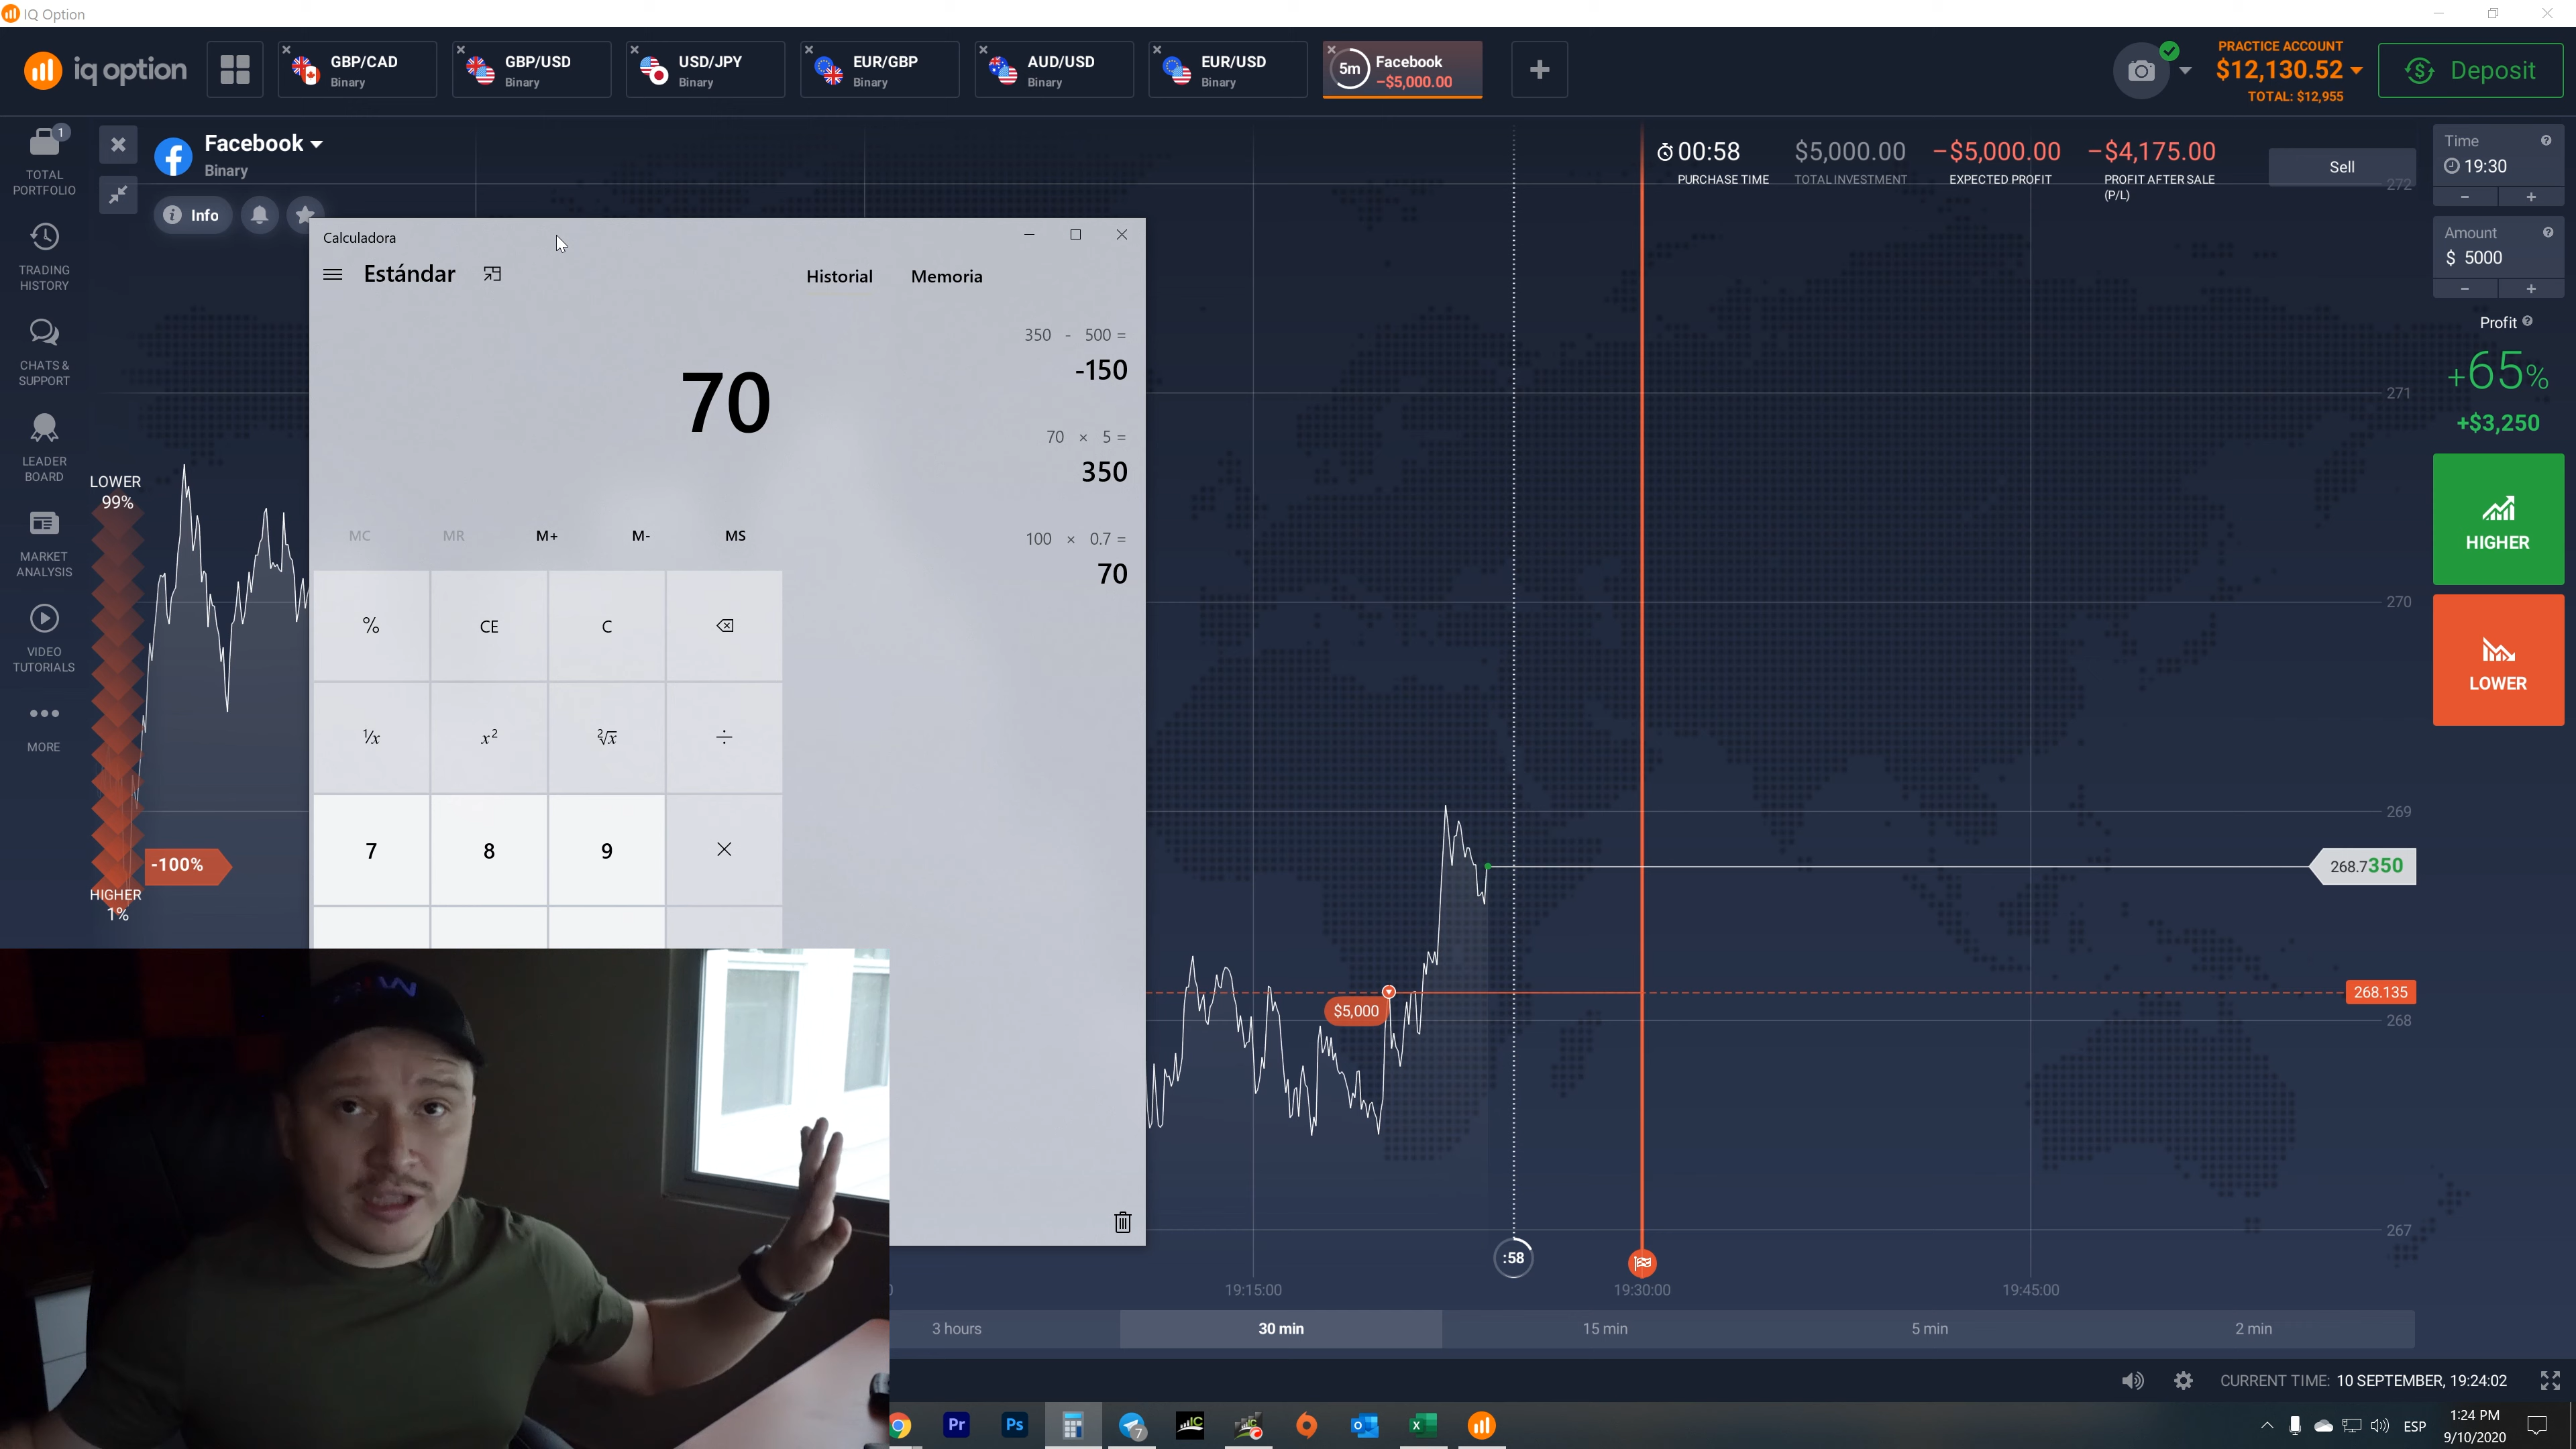 IQ Option
iq option
GBP/CAD
Binary
GBP/USD
Binary
USD/JPY
Binary
EUR/GBP
Binary
AUD/USD
Binary
EUR/USD
Binary
5m
Facebook
−$5,000.00
PRACTICE ACCOUNT
$12,130.52
TOTAL: $12,955
Deposit
1
TOTAL
PORTFOLIO
TRADING
HISTORY
CHATS &
SUPPORT
LEADER
BOARD
MARKET
ANALYSIS
VIDEO
TUTORIALS
MORE
Facebook
Binary
Info
LOWER
99%
-100%
HIGHER
1%
Calculadora
Estándar
Historial
Memoria
70
350 - 500 =
-150
70 × 5 =
350
100 × 0.7 =
70
MC
MR
M+
M-
MS
%
CE
C
⌫
¹/x
x²
²√x
÷
7
8
9
×
00:58
PURCHASE TIME
$5,000.00
TOTAL INVESTMENT
−$5,000.00
EXPECTED PROFIT
−$4,175.00
PROFIT AFTER SALE
(P/L)
Sell
272
271
270
269
268.7350
268.135
268
267
$5,000
:58
19:15:00
19:30:00
19:45:00
3 hours
30 min
15 min
5 min
2 min
Time
19:30
−
+
Amount
$ 5000
−
+
Profit
+65%
+$3,250
HIGHER
LOWER
CURRENT TIME: 10 SEPTEMBER, 19:24:02
Pr
Ps
7
IC
ESP
1:24 PM
9/10/2020